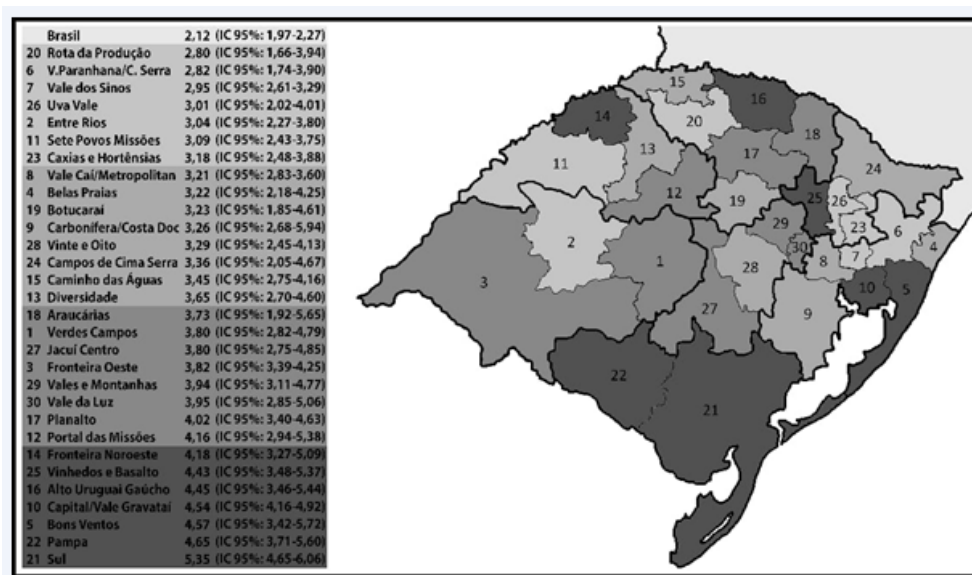 Brasil 2,12 (IC 95%: 1,97-2,27)
20 Rota da Produção 2,80 (IC 95%: 1,66-3,94)
6 V.Paranhana/C. Serra 2,82 (IC 95%: 1,74-3,90)
7 Vale dos Sinos 2,95 (IC 95%: 2,61-3,29)
26 Uva Vale 3,01 (IC 95%: 2,02-4,01)
2 Entre Rios 3,04 (IC 95%: 2,27-3,80)
11 Sete Povos Missões 3,09 (IC 95%: 2,43-3,75)
23 Caxias e Hortênsias 3,18 (IC 95%: 2,48-3,88)
8 Vale Caí/Metropolitan 3,21 (IC 95%: 2,83-3,60)
4 Belas Praias 3,22 (IC 95%: 2,18-4,25)
19 Botucaraí 3,23 (IC 95%: 1,85-4,61)
9 Carbonífera/Costa Doc 3,26 (IC 95%: 2,68-5,94)
28 Vinte e Oito 3,29 (IC 95%: 2,45-4,13)
24 Campos de Cima Serra 3,36 (IC 95%: 2,05-4,67)
15 Caminho das Águas 3,45 (IC 95%: 2,75-4,16)
13 Diversidade 3,65 (IC 95%: 2,70-4,60)
18 Araucárias 3,73 (IC 95%: 1,92-5,65)
1 Verdes Campos 3,80 (IC 95%: 2,82-4,79)
27 Jacuí Centro 3,80 (IC 95%: 2,75-4,85)
3 Fronteira Oeste 3,82 (IC 95%: 3,39-4,25)
29 Vales e Montanhas 3,94 (IC 95%: 3,11-4,77)
30 Vale da Luz 3,95 (IC 95%: 2,85-5,06)
17 Planalto 4,02 (IC 95%: 3,40-4,63)
12 Portal das Missões 4,16 (IC 95%: 2,94-5,38)
14 Fronteira Noroeste 4,18 (IC 95%: 3,27-5,09)
25 Vinhedos e Basalto 4,43 (IC 95%: 3,48-5,37)
16 Alto Uruguai Gaúcho 4,45 (IC 95%: 3,46-5,44)
10 Capital/Vale Gravataí 4,54 (IC 95%: 4,16-4,92)
5 Bons Ventos 4,57 (IC 95%: 3,42-5,72)
22 Pampa 4,65 (IC 95%: 3,71-5,60)
21 Sul 5,35 (IC 95%: 4,65-6,06)
15
16
14
20
18
13
17
11
24
12
25
26
19
29
23
6
2
30
4
7
8
1
28
3
10
5
27
9
22
21